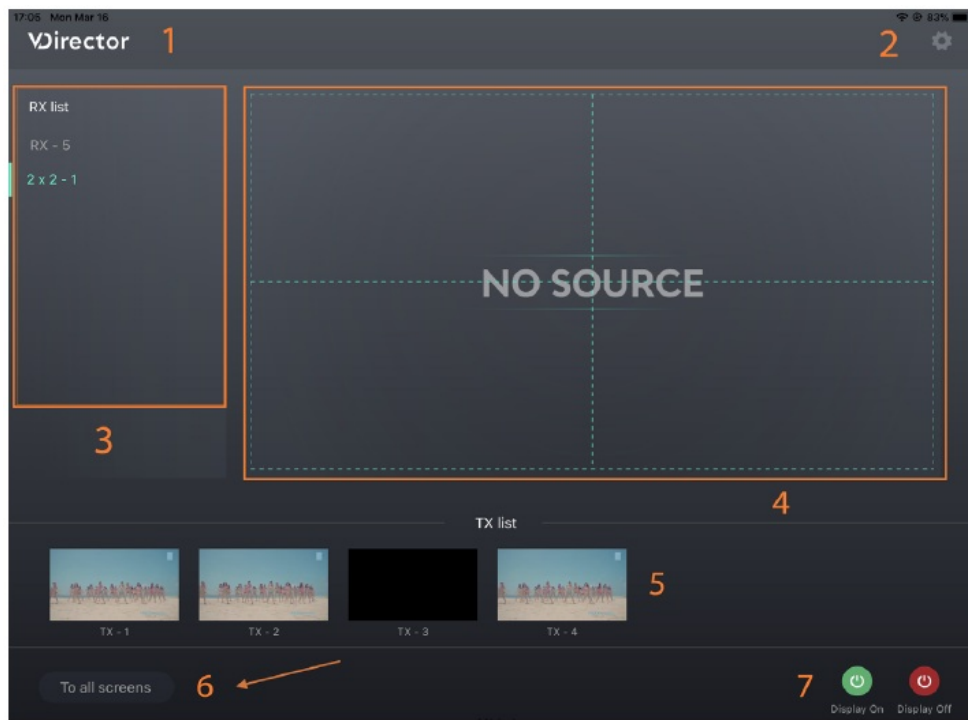 17:05 Mon Mar 16
83%
VDirector
1
2
RX list
RX - 5
2 x 2 - 1
NO SOURCE
3
4
TX list
5
TX - 1
TX - 2
TX - 3
TX - 4
To all screens
6
7
Display On
Display Off